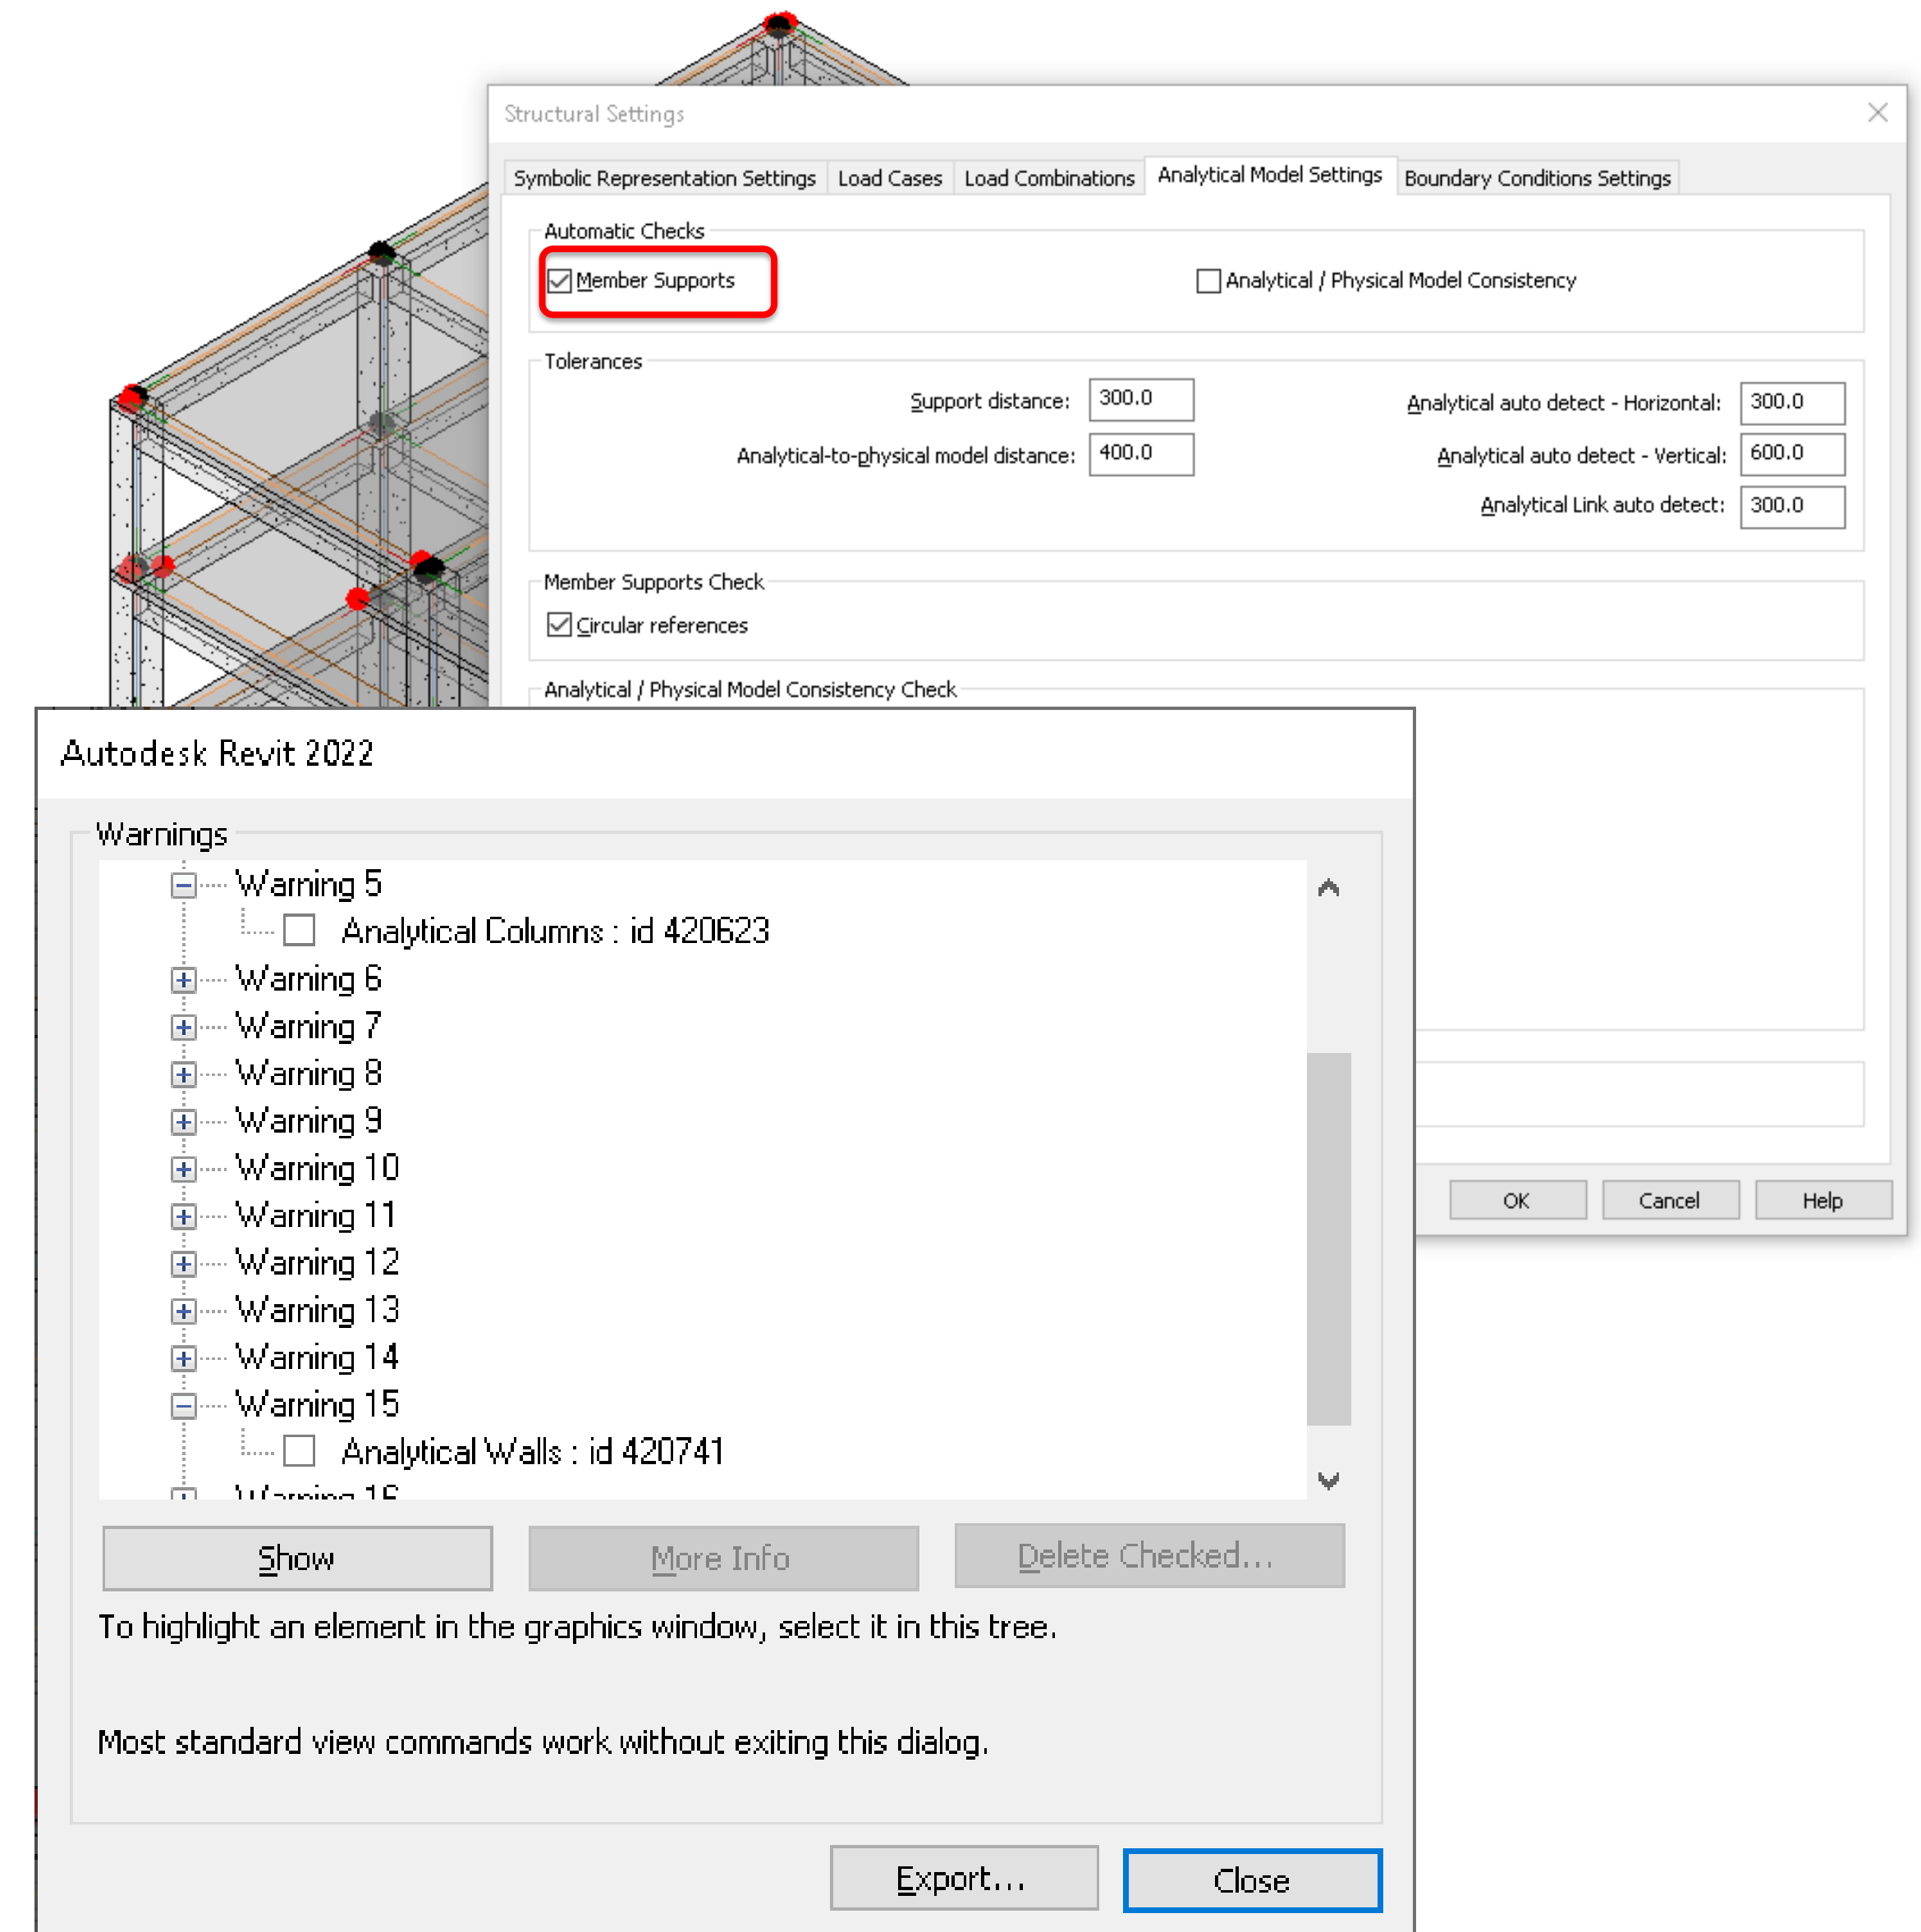 Structural Settings
Symbolic Representation Settings Load Cases Load Combinations Analytical Model Settings Boundary Conditions Settings
Automatic Checks
Member Supports Analytical / Physical Model Consistency
Tolerances
Support distance: 300.0 Analytical auto detect - Horizontal: 300.0
Analytical-to-physical model distance: 400.0 Analytical auto detect - Vertical: 600.0
Analytical Link auto detect: 300.0
Member Supports Check
Circular references
Analytical / Physical Model Consistency Check
OK Cancel Help
Autodesk Revit 2022
Warnings
Warning 5
Analytical Columns : id 420623
Warning 6
Warning 7
Warning 8
Warning 9
Warning 10
Warning 11
Warning 12
Warning 13
Warning 14
Warning 15
Analytical Walls : id 420741
Warning 16
Show More Info Delete Checked...
To highlight an element in the graphics window, select it in this tree.
Most standard view commands work without exiting this dialog.
Export... Close